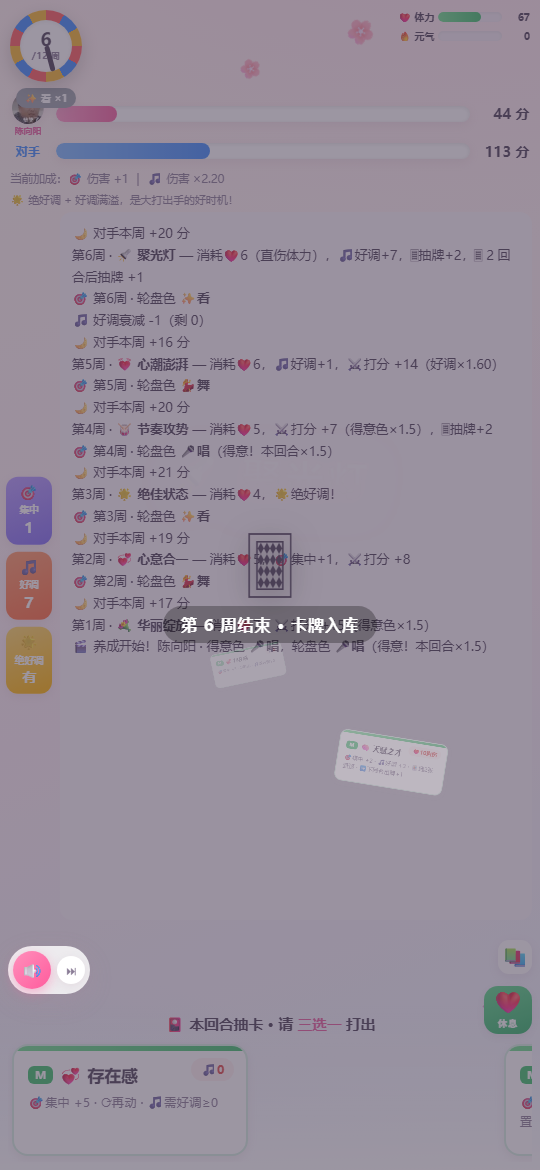 6
/12 周
体力 67
元气 0
看 ×1
陈向阳 44 分
对手 113 分
当前加成: 伤害 +1 | 伤害 ×2.20
绝好调 + 好调满溢，是大打出手的好时机！
对手本周 +20 分
第6周 · 聚光灯 — 消耗 6（直伤体力），好调+7，抽牌+2，2 回
合后抽牌 +1
第6周 · 轮盘色 看
好调衰减 -1（剩 0）
对手本周 +16 分
第5周 · 心潮澎湃 — 消耗 6，好调+1，打分 +14（好调×1.60）
第5周 · 轮盘色 舞
对手本周 +20 分
第4周 · 节奏攻势 — 消耗 5，打分 +7（得意色×1.5），抽牌+2
第4周 · 轮盘色 唱（得意！本回合×1.5）
对手本周 +21 分
第3周 · 绝佳状态 — 消耗 4，绝好调！
第3周 · 轮盘色 看
对手本周 +19 分
第2周 · 心意合一 — 消耗 集中+1，打分 +8
第2周 · 轮盘色 舞
对手本周 +17 分
第1周 · 华丽绽放 得意色×1.5）
第 6 周结束 · 卡牌入库
养成开始！陈向阳 · 得意色 唱，轮盘色 唱（得意！本回合×1.5）
集中
1
好调
7
绝好调
有
M 天赋之才
休息
本回合抽卡 · 请 三选一 打出
M 存在感 0
集中 +5 · 再动 · 需好调≥0
置